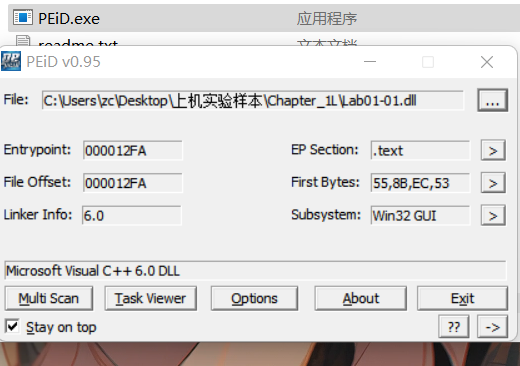 PEiD.exe 应用程序
readme.txt 文本文档
PEiD v0.95
File: C:\Users\zc\Desktop\上机实验样本\Chapter_1L\Lab01-01.dll ...
Entrypoint: 000012FA EP Section: .text >
File Offset: 000012FA First Bytes: 55,8B,EC,53 >
Linker Info: 6.0 Subsystem: Win32 GUI >
Microsoft Visual C++ 6.0 DLL
Multi Scan Task Viewer Options About Exit
Stay on top ?? ->